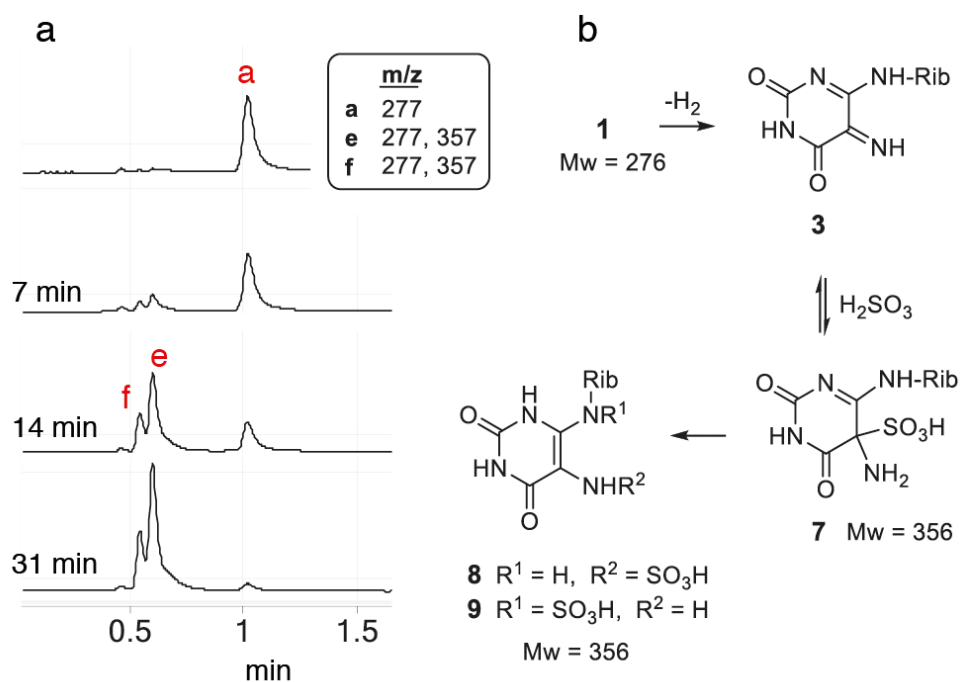 a
a
m/z
a 277
e 277, 357
f 277, 357
7 min
e
f
14 min
31 min
0.5 1 1.5
min
b
1
Mw = 276
-H2
O
N
NH-Rib
HN
NH
O
3
H2SO3
O
N
NH-Rib
HN
SO3H
NH2
O
7 Mw = 356
Rib
H
O
N
NR1
HN
NHR2
O
8 R1 = H, R2 = SO3H
9 R1 = SO3H, R2 = H
Mw = 356